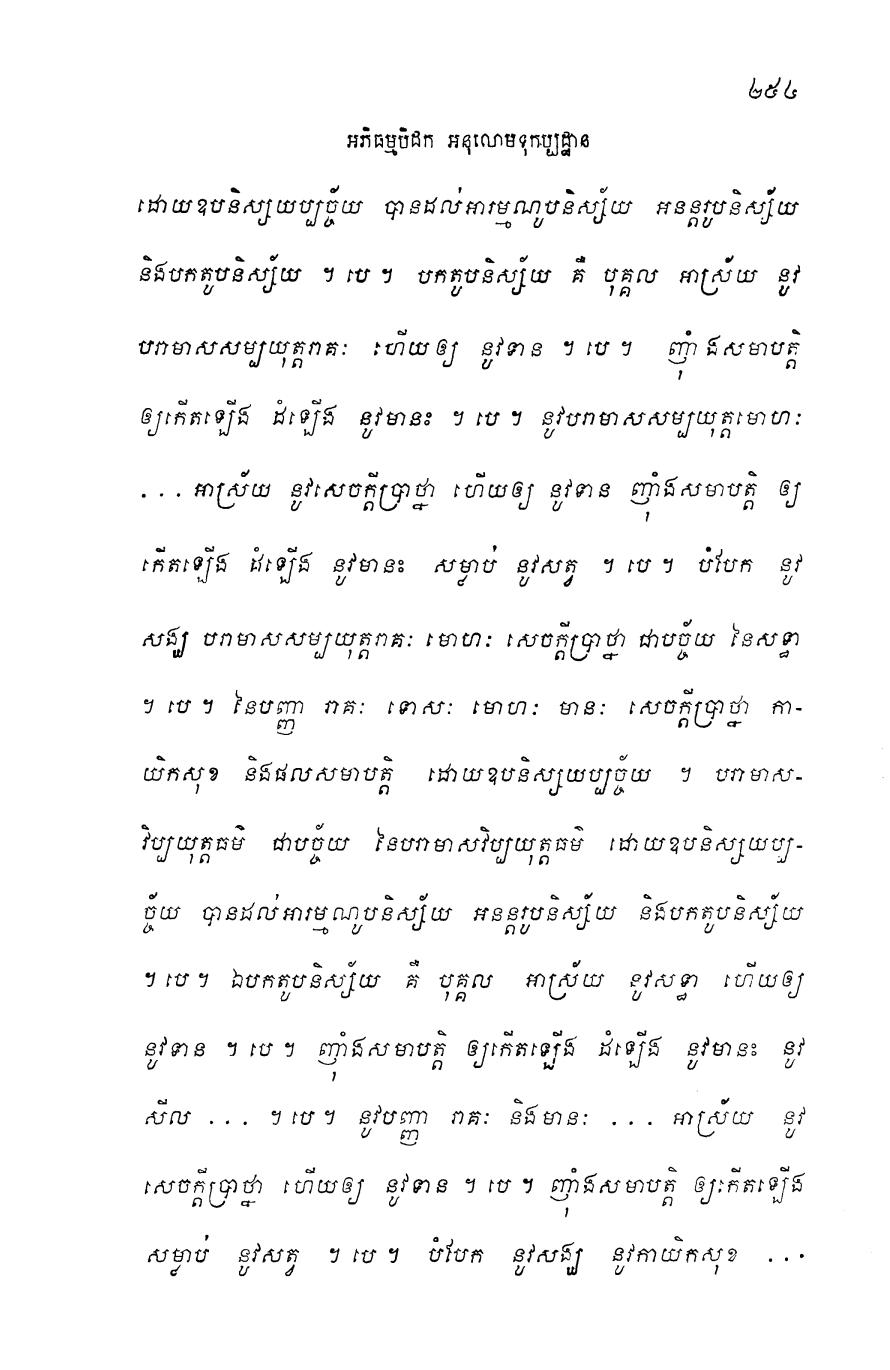 ២៥៤
អភិធម្មបិដក អនុលោមទុកប្បដ្ឋាន
ដោយឧបនិស្សយប្បច្ច័យ បានដល់អារម្មណូបនិស្ស័យ អនន្តរូបនិស្ស័យ
និងបកតូបនិស្ស័យ ។ បេ ។ បកតូបនិស្ស័យ គឺ បុគ្គល អាស្រ័យ នូវ
បរាមាសសម្បយុត្តរាគៈ ហើយឲ្យ នូវទាន ។ បេ ។ ញ៉ាំងសមាបត្តិ
ឲ្យកើតឡើង ដំឡើង នូវមានះ ។ បេ ។ នូវបរាមាសសម្បយុត្តមោហៈ
... អាស្រ័យ នូវសេចក្តីប្រាថ្នា ហើយឲ្យ នូវទាន ញ៉ាំងសមាបត្តិ ឲ្យ
កើតឡើង ដំឡើង នូវមានះ សម្លាប់ នូវសត្វ ។ បេ ។ បំបែក នូវ
សង្ឃ បរាមាសសម្បយុត្តរាគៈ មោហៈ សេចក្តីប្រាថ្នា ជាបច្ច័យ នៃសទ្ធា
។ បេ ។ នៃបញ្ញា រាគៈ ទោសៈ មោហៈ មានៈ សេចក្តីប្រាថ្នា កា-
យិកសុខ និងផលសមាបត្តិ ដោយឧបនិស្សយប្បច្ច័យ ។ បរាមាស-
វិប្បយុត្តធម៌ ជាបច្ច័យ នៃបរាមាសវិប្បយុត្តធម៌ ដោយឧបនិស្សយប្ប-
ច្ច័យ បានដល់អារម្មណូបនិស្ស័យ អនន្តរូបនិស្ស័យ និងបកតូបនិស្ស័យ
។ បេ ។ ឯបកតូបនិស្ស័យ គឺ បុគ្គល អាស្រ័យ នូវសទ្ធា ហើយឲ្យ
នូវទាន ។ បេ ។ ញ៉ាំងសមាបត្តិ ឲ្យកើតឡើង ដំឡើង នូវមានះ នូវ
សីល ... ។ បេ ។ នូវបញ្ញា រាគៈ និងមានៈ ... អាស្រ័យ នូវ
សេចក្តីប្រាថ្នា ហើយឲ្យ នូវទាន ។ បេ ។ ញ៉ាំងសមាបត្តិ ឲ្យកើតឡើង
សម្លាប់ នូវសត្វ ។ បេ ។ បំបែក នូវសង្ឃ នូវកាយិកសុខ ...